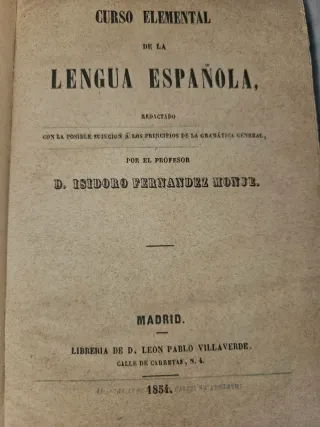 CURSO ELEMENTAL
DE LA
LENGUA ESPAÑOLA,
REDACTADO
CON LA POSIBLE SUJECION Á LOS PRINCIPIOS DE LA GRAMÁTICA GENERAL,
POR EL PROFESOR
D. ISIDORO FERNANDEZ MONJE.
MADRID.
LIBRERIA DE D. LEON PABLO VILLAVERDE.
CALLE DE CARRETAS, N. 4.
1854.